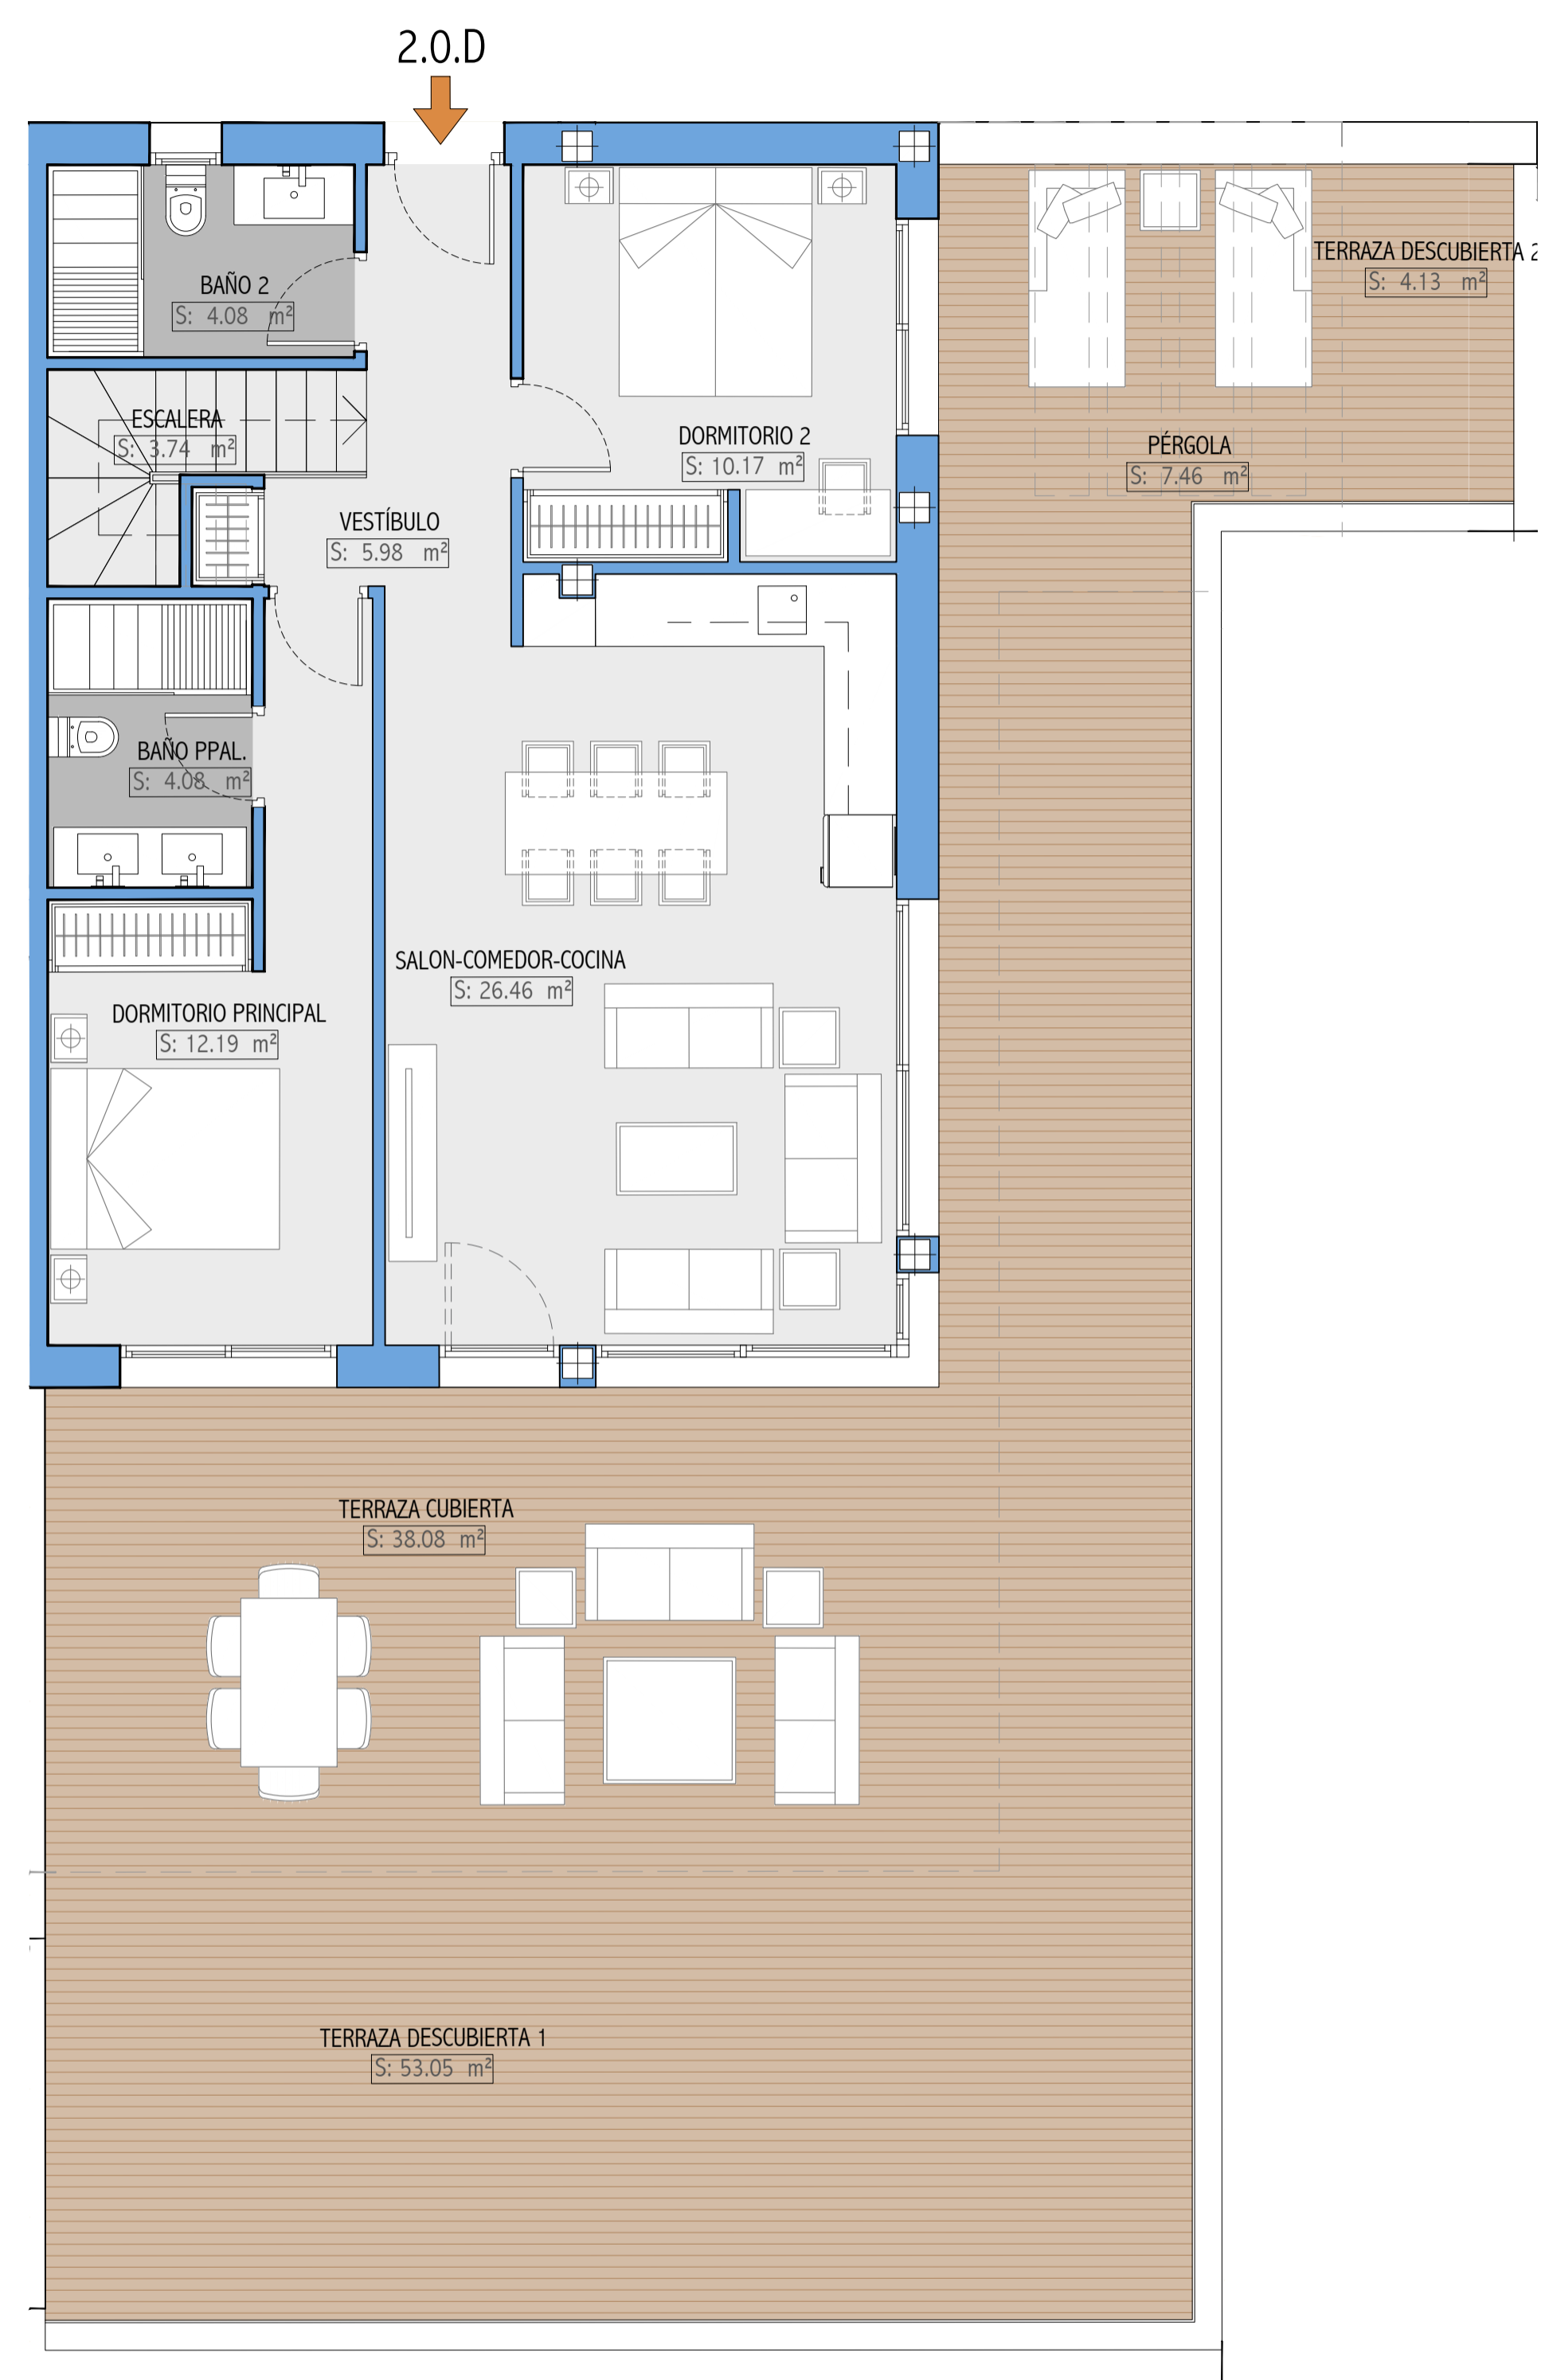 2.0.D
TERRAZA DESCUBIERTA 2
S: 4.13 m²
BAÑO 2
S: 4.08 m²
ESCALERA
S: 3.74 m²
DORMITORIO 2
S: 10.17 m²
PÉRGOLA
S: 7.46 m²
VESTÍBULO
S: 5.98 m²
BAÑO PPAL.
S: 4.08 m²
SALON-COMEDOR-COCINA
S: 26.46 m²
DORMITORIO PRINCIPAL
S: 12.19 m²
TERRAZA CUBIERTA
S: 38.08 m²
TERRAZA DESCUBIERTA 1
S: 53.05 m²